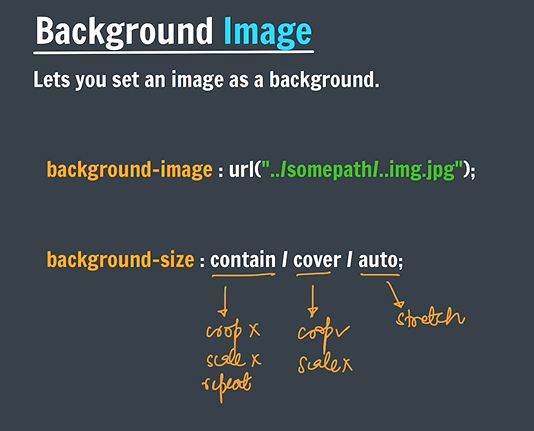 Background Image
Lets you set an image as a background.
background-image : url("../somepath/..img.jpg");
background-size : contain / cover / auto;
crop x
scale x
repeat
crop ✓
scale x
stretch